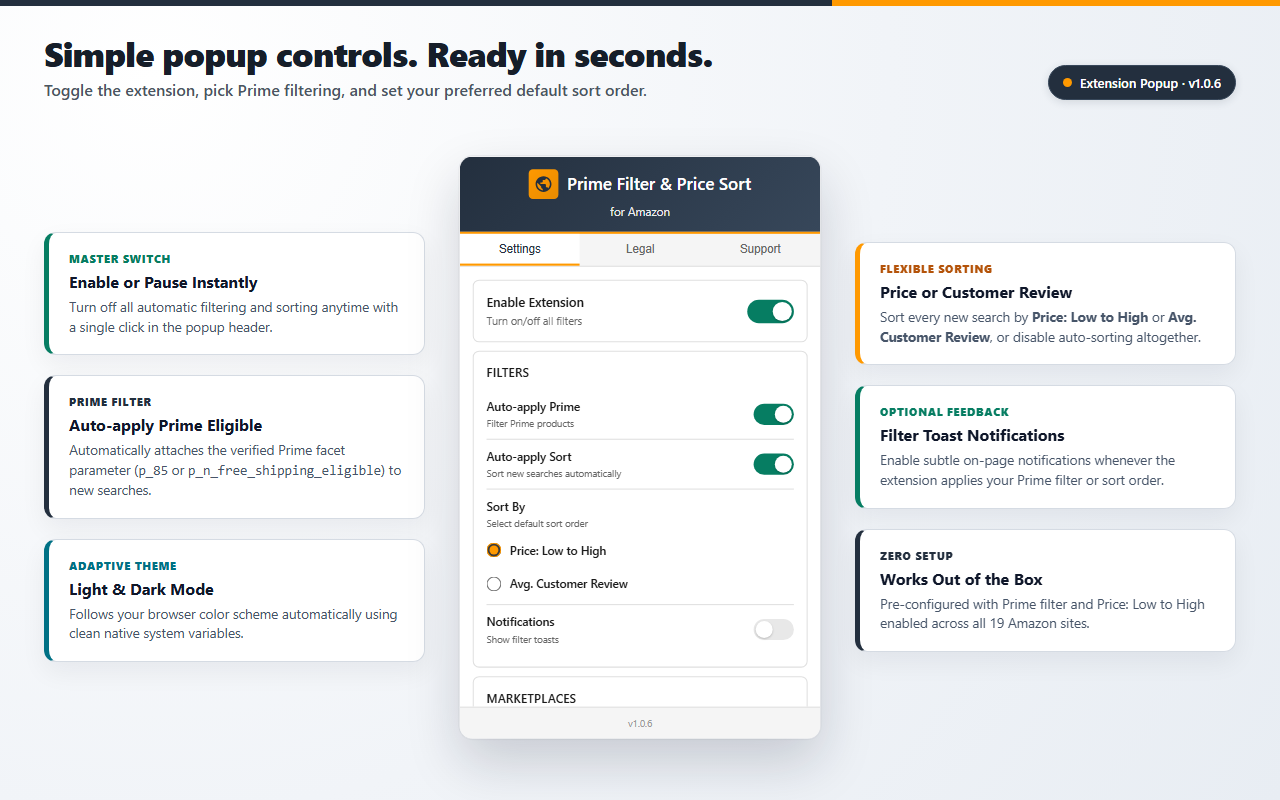 Simple popup controls. Ready in seconds.
Toggle the extension, pick Prime filtering, and set your preferred default sort order.
Extension Popup · v1.0.6
MASTER SWITCH
Enable or Pause Instantly
Turn off all automatic filtering and sorting anytime with
a single click in the popup header.
PRIME FILTER
Auto-apply Prime Eligible
Automatically attaches the verified Prime facet
parameter (p_85 or p_n_free_shipping_eligible) to
new searches.
ADAPTIVE THEME
Light & Dark Mode
Follows your browser color scheme automatically using
clean native system variables.
Prime Filter & Price Sort
for Amazon
Settings
Legal
Support
Enable Extension
Turn on/off all filters
FILTERS
Auto-apply Prime
Filter Prime products
Auto-apply Sort
Sort new searches automatically
Sort By
Select default sort order
Price: Low to High
Avg. Customer Review
Notifications
Show filter toasts
MARKETPLACES
v1.0.6
FLEXIBLE SORTING
Price or Customer Review
Sort every new search by Price: Low to High or Avg.
Customer Review, or disable auto-sorting altogether.
OPTIONAL FEEDBACK
Filter Toast Notifications
Enable subtle on-page notifications whenever the
extension applies your Prime filter or sort order.
ZERO SETUP
Works Out of the Box
Pre-configured with Prime filter and Price: Low to High
enabled across all 19 Amazon sites.